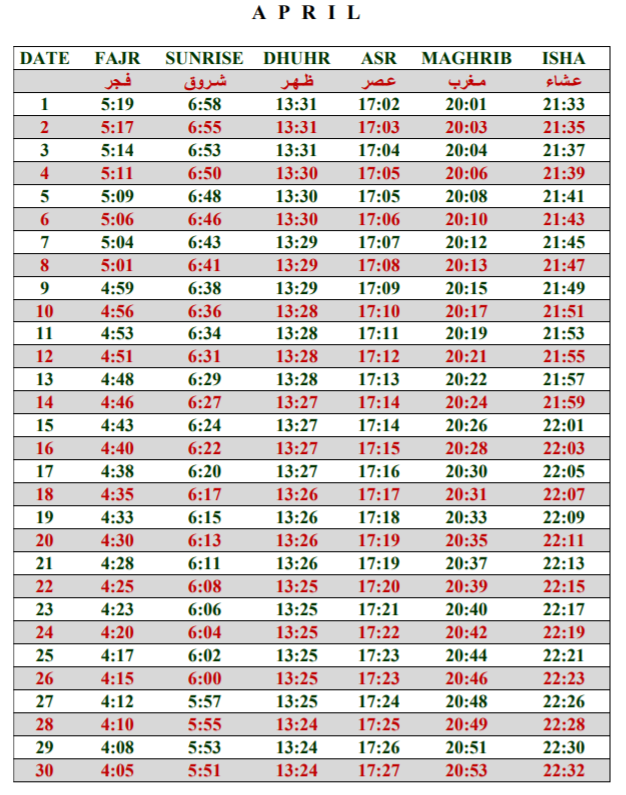 A P R I L
DATE FAJR SUNRISE DHUHR ASR MAGHRIB ISHA
فجر شروق ظهر عصر مغرب عشاء
1 5:19 6:58 13:31 17:02 20:01 21:33
2 5:17 6:55 13:31 17:03 20:03 21:35
3 5:14 6:53 13:31 17:04 20:04 21:37
4 5:11 6:50 13:30 17:05 20:06 21:39
5 5:09 6:48 13:30 17:05 20:08 21:41
6 5:06 6:46 13:30 17:06 20:10 21:43
7 5:04 6:43 13:29 17:07 20:12 21:45
8 5:01 6:41 13:29 17:08 20:13 21:47
9 4:59 6:38 13:29 17:09 20:15 21:49
10 4:56 6:36 13:28 17:10 20:17 21:51
11 4:53 6:34 13:28 17:11 20:19 21:53
12 4:51 6:31 13:28 17:12 20:21 21:55
13 4:48 6:29 13:28 17:13 20:22 21:57
14 4:46 6:27 13:27 17:14 20:24 21:59
15 4:43 6:24 13:27 17:14 20:26 22:01
16 4:40 6:22 13:27 17:15 20:28 22:03
17 4:38 6:20 13:27 17:16 20:30 22:05
18 4:35 6:17 13:26 17:17 20:31 22:07
19 4:33 6:15 13:26 17:18 20:33 22:09
20 4:30 6:13 13:26 17:19 20:35 22:11
21 4:28 6:11 13:26 17:19 20:37 22:13
22 4:25 6:08 13:25 17:20 20:39 22:15
23 4:23 6:06 13:25 17:21 20:40 22:17
24 4:20 6:04 13:25 17:22 20:42 22:19
25 4:17 6:02 13:25 17:23 20:44 22:21
26 4:15 6:00 13:25 17:23 20:46 22:23
27 4:12 5:57 13:25 17:24 20:48 22:26
28 4:10 5:55 13:24 17:25 20:49 22:28
29 4:08 5:53 13:24 17:26 20:51 22:30
30 4:05 5:51 13:24 17:27 20:53 22:32